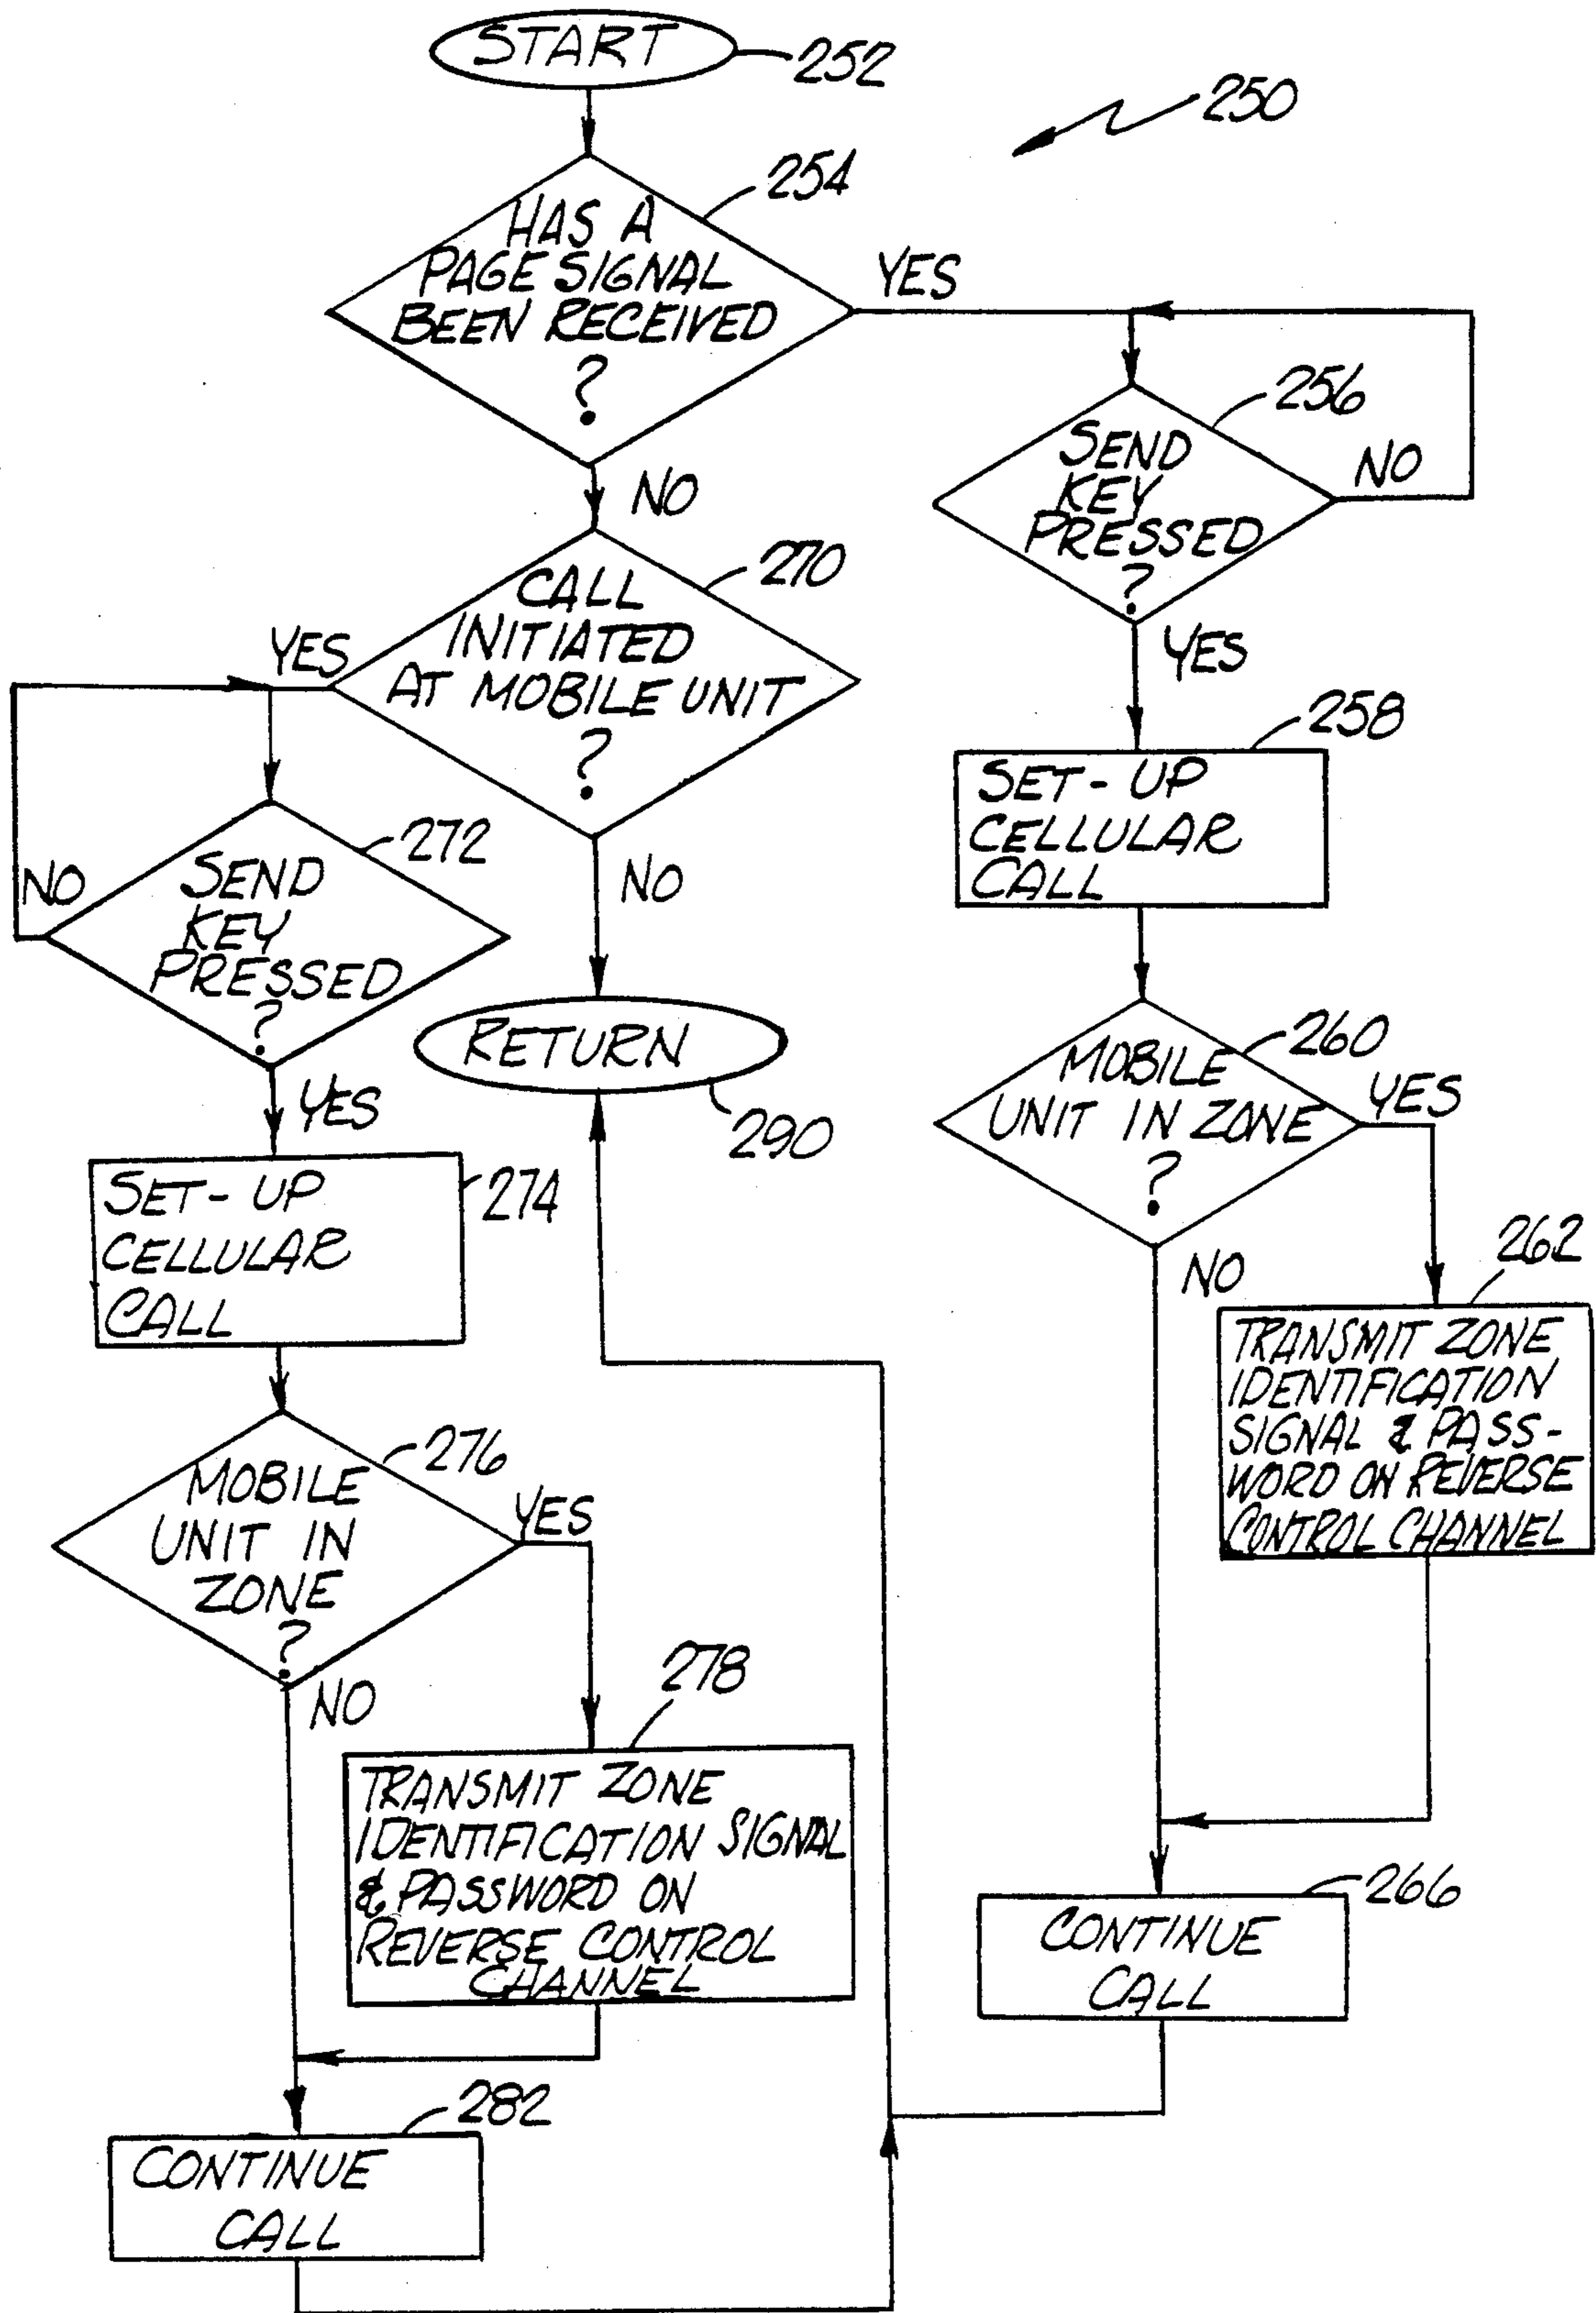 START
252
250
254
HAS A
PAGE SIGNAL
BEEN RECEIVED
?
YES
256
SEND
KEY
PRESSED
?
NO
NO
270
CALL
INITIATED
AT MOBILE UNIT
?
YES
YES
258
SET-UP
CELLULAR
CALL
272
SEND
KEY
PRESSED
?
NO
NO
RETURN
290
260
MOBILE
UNIT IN ZONE
?
YES
YES
274
SET-UP
CELLULAR
CALL
NO
262
TRANSMIT ZONE
IDENTIFICATION
SIGNAL & PASS-
WORD ON REVERSE
CONTROL CHANNEL
276
MOBILE
UNIT IN
ZONE
?
YES
NO
278
TRANSMIT ZONE
IDENTIFICATION SIGNAL
& PASSWORD ON
REVERSE CONTROL
CHANNEL
266
CONTINUE
CALL
282
CONTINUE
CALL